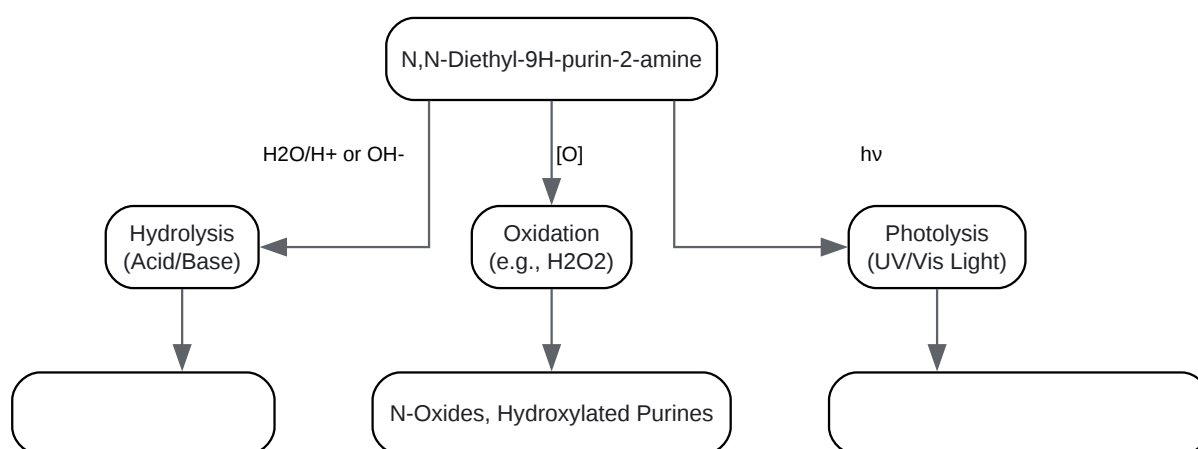 N,N-Diethyl-9H-purin-2-amine
H2O/H+ or OH-
[O]
hν
Hydrolysis
(Acid/Base)
Oxidation
(e.g., H2O2)
Photolysis
(UV/Vis Light)
N-Oxides, Hydroxylated Purines